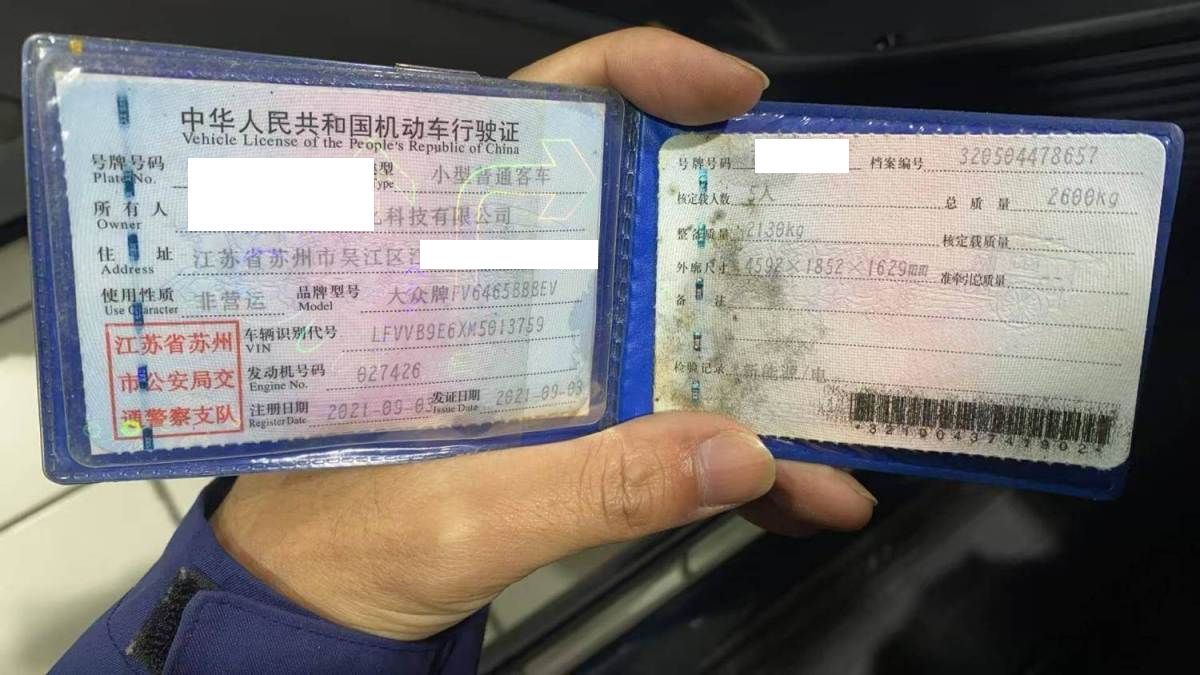 中华人民共和国机动车行驶证
Vehicle License of the People's Republic of China
号牌号码
Plate No.
类型 小型普通客车
Type
所有人 科技有限公司
Owner
住址 江苏省苏州市吴江区
Address
使用性质 非营运 品牌型号 大众牌FV6465BBBEV
Use Character Model
江苏省苏州
市公安局交
通警察支队
车辆识别代号 LFVVB9E6XM5013759
VIN
发动机号码 027426
Engine No.
注册日期 2021-09-03 发证日期 2021-09-03
Register Date Issue Date
号牌号码 档案编号 320504478657
核定载人数 5人 总质量 2600kg
整备质量 2130kg 核定载质量
外廓尺寸 4592×1852×1629mm 准牵引总质量 --
备注
检验记录 新能源/电
*3219043741902*